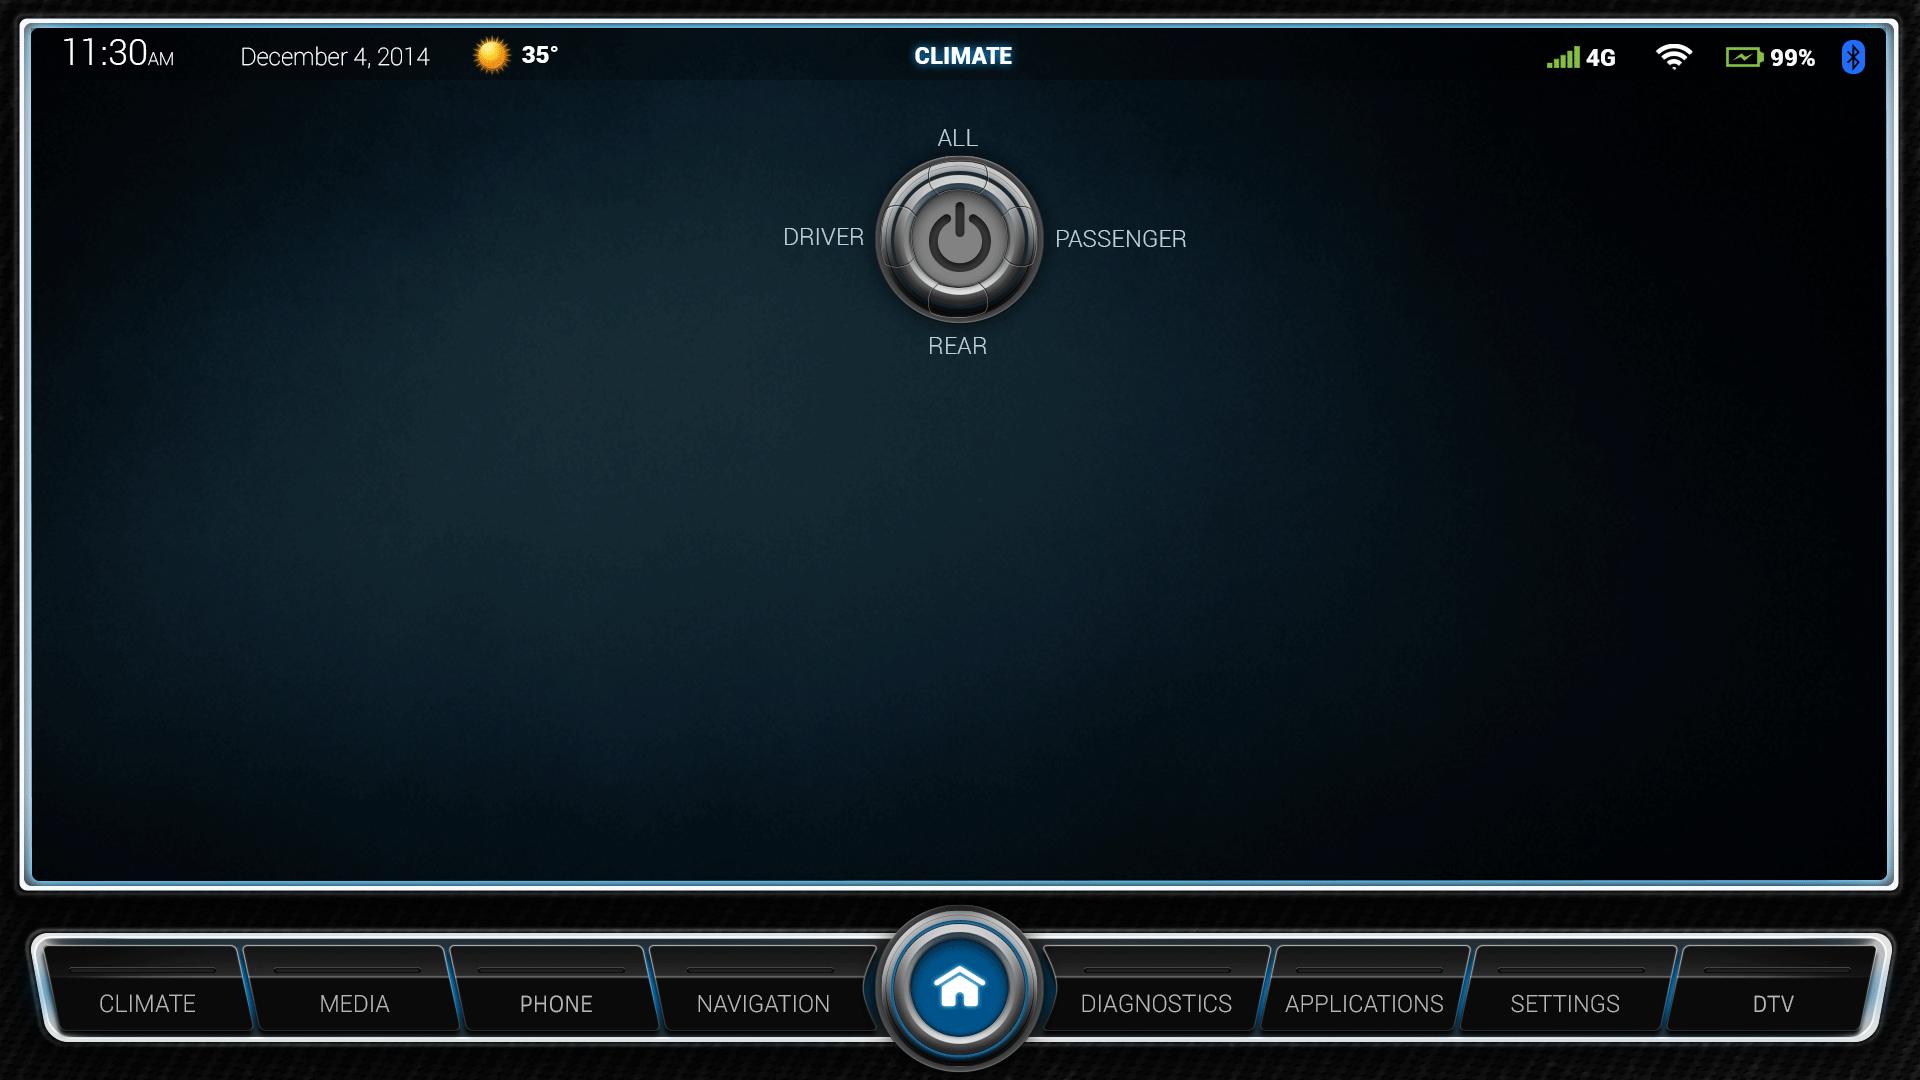 11:30AM December 4, 2014 35° CLIMATE 4G 99%
ALL
DRIVER PASSENGER
REAR
CLIMATE MEDIA PHONE NAVIGATION DIAGNOSTICS APPLICATIONS SETTINGS DTV